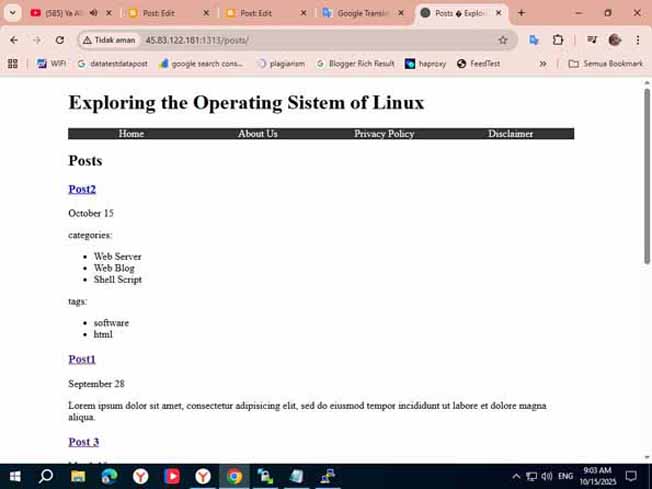 (585) Ya All
Post: Edit
Post: Edit
Google Transla
Posts � Explor
Tidak aman
45.83.122.181:1313/posts/
WIFI
datatestdatapost
google search cons...
plagiarism
Blogger Rich Result
haproxy
FeedTest
Semua Bookmark
Exploring the Operating Sistem of Linux
Home
About Us
Privacy Policy
Disclaimer
Posts
Post2
October 15
categories:
Web Server
Web Blog
Shell Script
tags:
software
html
Post1
September 28
Lorem ipsum dolor sit amet, consectetur adipisicing elit, sed do eiusmod tempor incididunt ut labore et dolore magna
aliqua.
Post 3
ENG
9:03 AM
10/15/2025